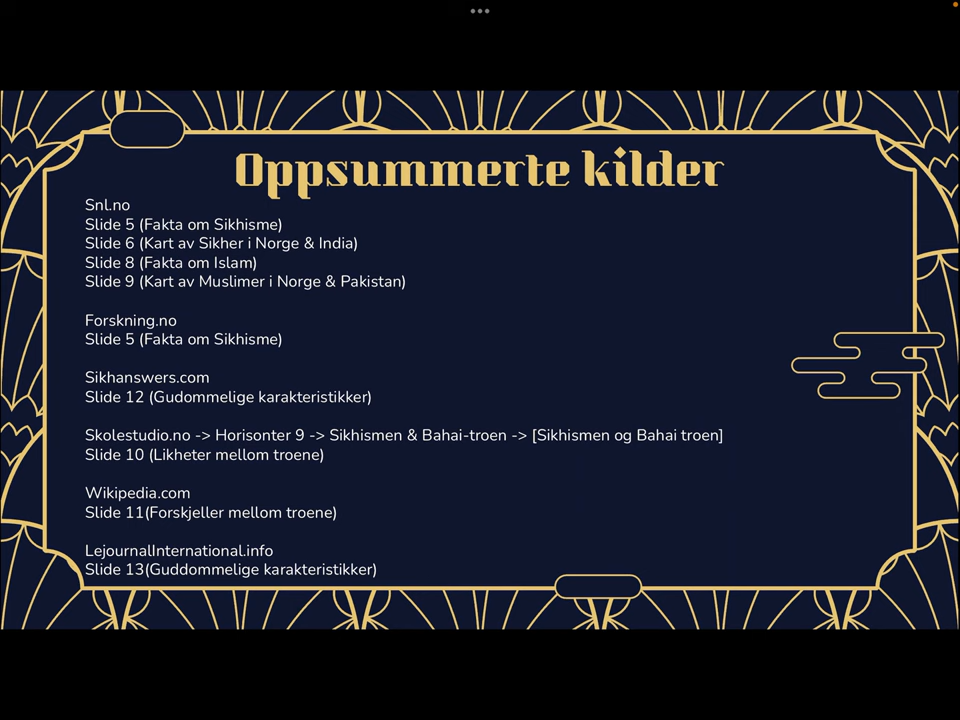 Oppsummerte kilder
Snl.no
Slide 5 (Fakta om Sikhisme)
Slide 6 (Kart av Sikher i Norge & India)
Slide 8 (Fakta om Islam)
Slide 9 (Kart av Muslimer i Norge & Pakistan)
Forskning.no
Slide 5 (Fakta om Sikhisme)
Sikhanswers.com
Slide 12 (Gudommelige karakteristikker)
Skolestudio.no -> Horisonter 9 -> Sikhismen & Bahai-troen -> [Sikhismen og Bahai troen]
Slide 10 (Likheter mellom troene)
Wikipedia.com
Slide 11(Forskjeller mellom troene)
LejournalInternational.info
Slide 13(Guddommelige karakteristikker)